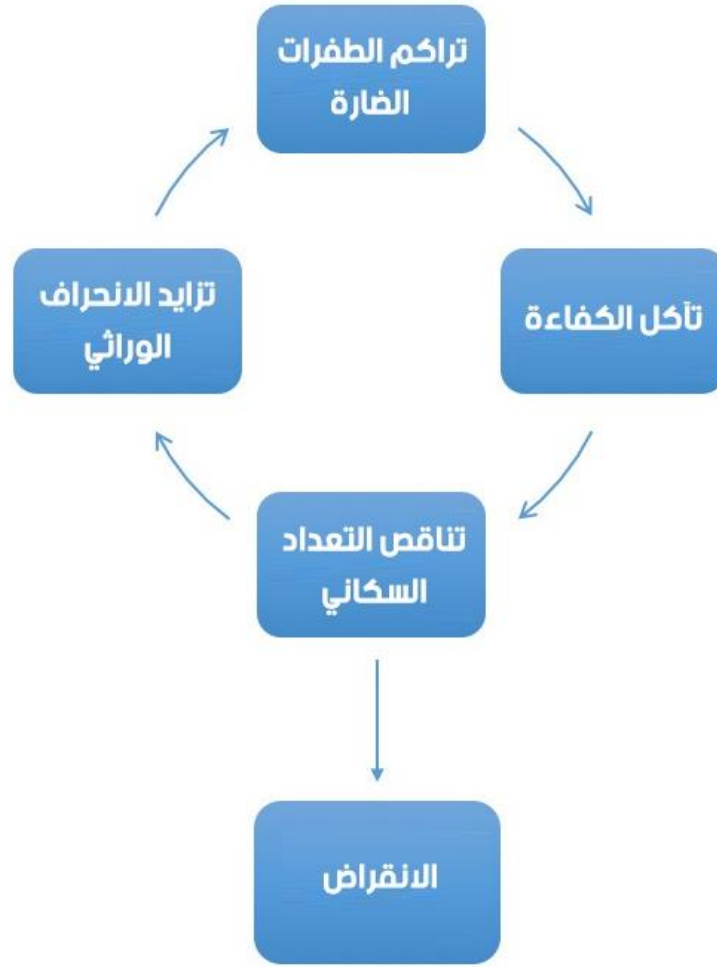 تراكم الطفرات
الضارة
تآكل الكفاءة
تناقص التعداد
السكاني
تزايد الانحراف
الوراثي
الانقراض